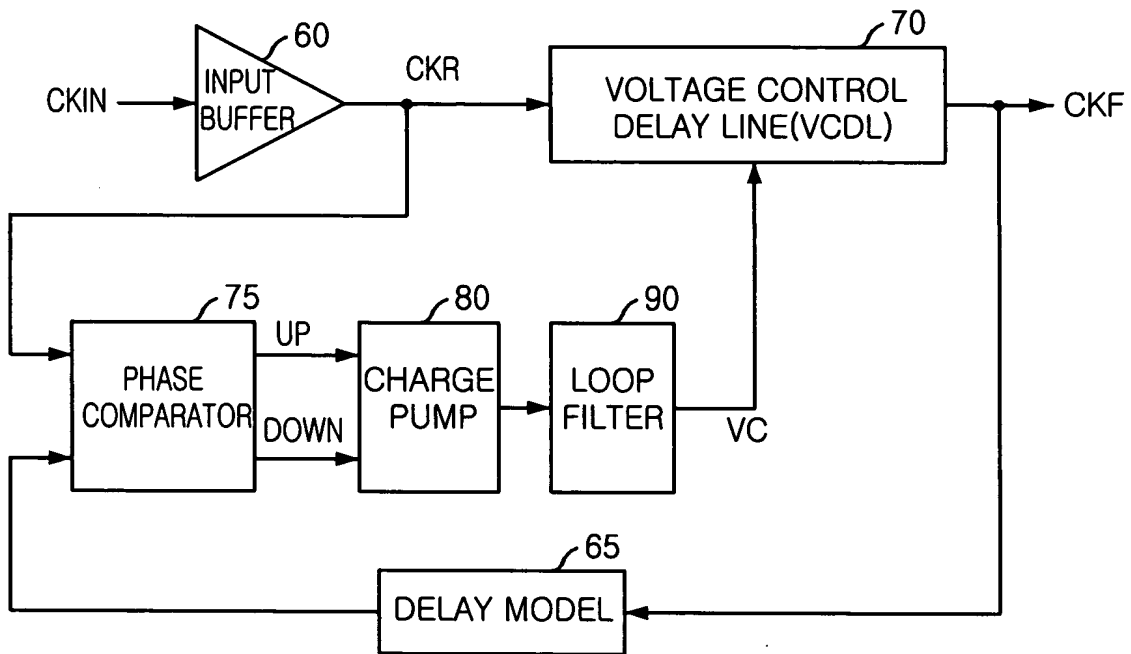 60
70
INPUT
BUFFER
CKIN
CKR
VOLTAGE CONTROL
DELAY LINE(VCDL)
CKF
75
80
90
UP
PHASE
COMPARATOR
DOWN
CHARGE
PUMP
LOOP
FILTER
VC
65
DELAY MODEL